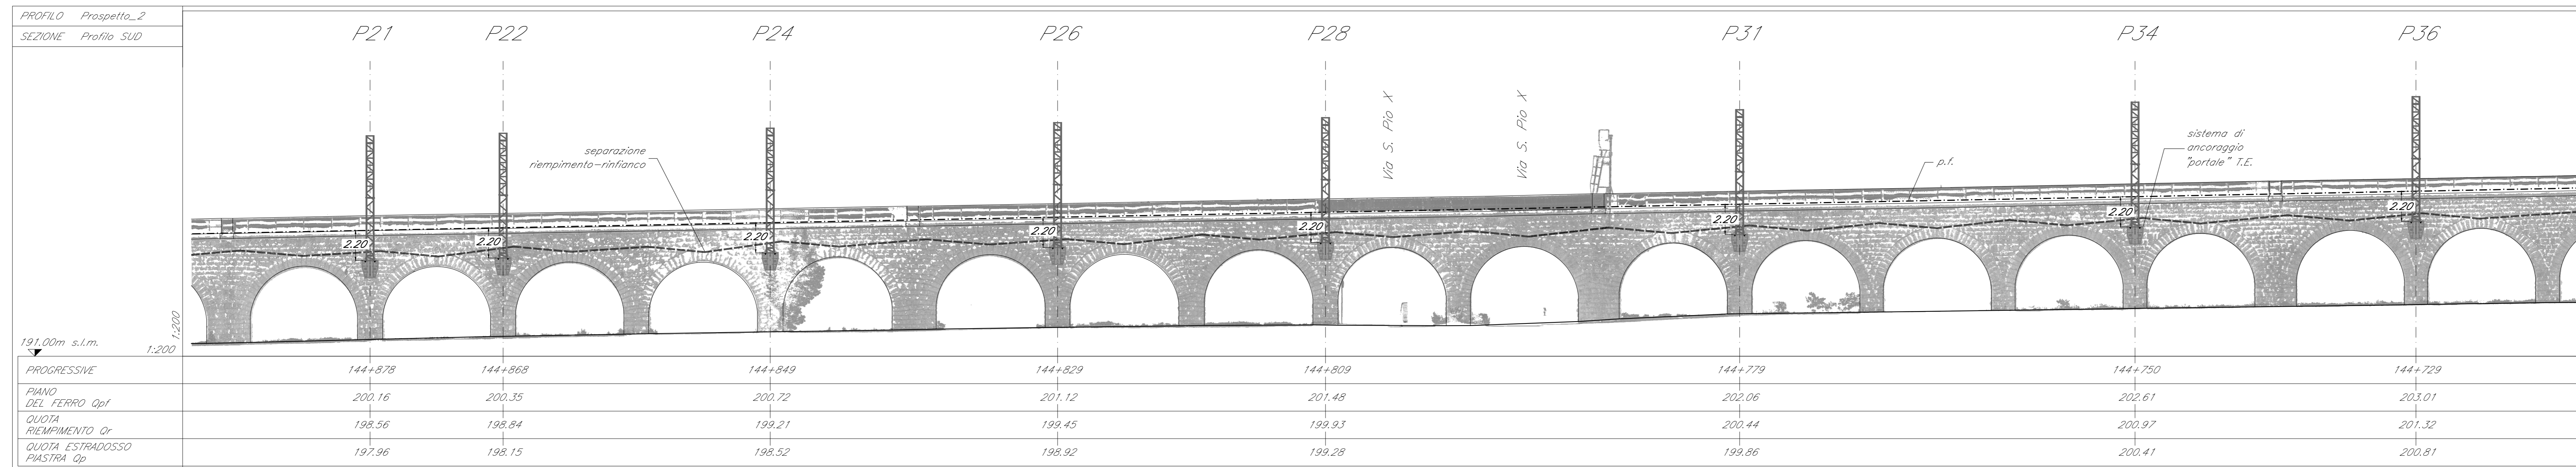 PROFILO Prospetto_2
SEZIONE Profilo SUD
P21 P22 P24 P26 P28 P31 P34 P36
Via S. Pio X
Via S. Pio X
separazione
riempimento-rinfianco
p.f.
sistema di
ancoraggio
"portale" T.E.
2.20 2.20 2.20 2.20 2.20 2.20 2.20 2.20
1:200
191.00m s.l.m. 1:200
PROGRESSIVE 144+878 144+868 144+849 144+829 144+809 144+779 144+750 144+729
PIANO
DEL FERRO Qpf 200.16 200.35 200.72 201.12 201.48 202.06 202.61 203.01
QUOTA
RIEMPIMENTO Qr 198.56 198.84 199.21 199.45 199.93 200.44 200.97 201.32
QUOTA ESTRADOSSO
PIASTRA Qp 197.96 198.15 198.52 198.92 199.28 199.86 200.41 200.81